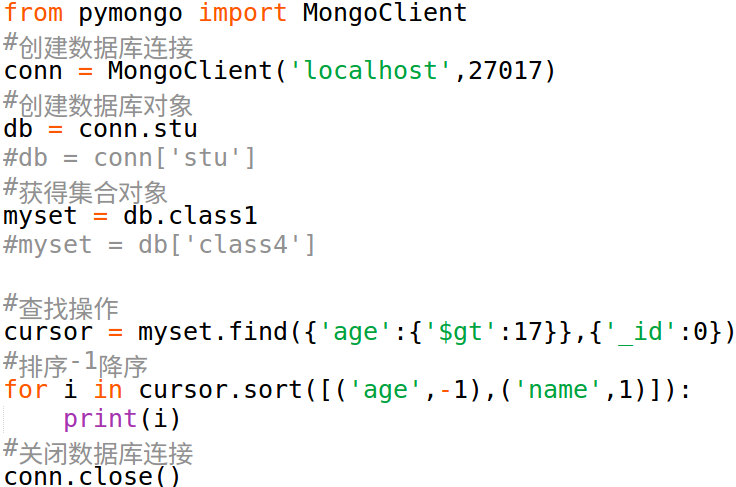 from pymongo import MongoClient
#创建数据库连接
conn = MongoClient('localhost',27017)
#创建数据库对象
db = conn.stu
#db = conn['stu']
#获得集合对象
myset = db.class1
#myset = db['class4']
#查找操作
cursor = myset.find({'age':{'$gt':17}},{'_id':0})
#排序-1降序
for i in cursor.sort([('age',-1),('name',1)]):
    print(i)
#关闭数据库连接
conn.close()